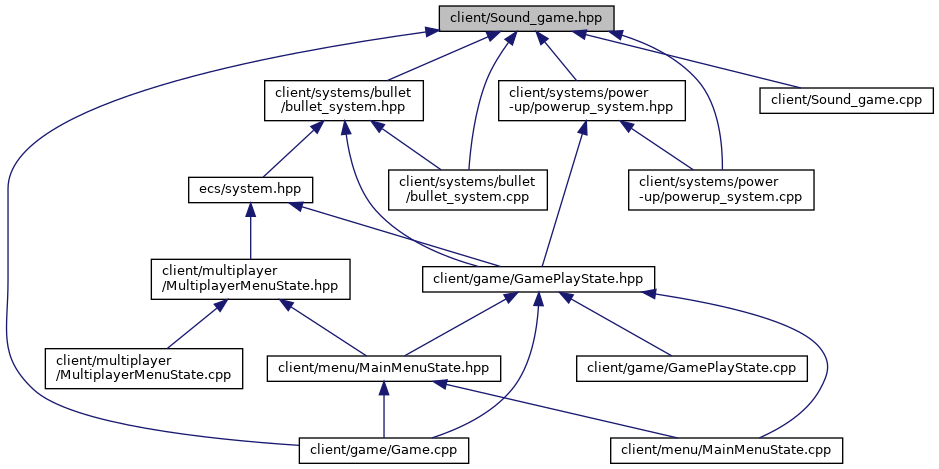 client/Sound_game.hpp
client/systems/bullet
/bullet_system.hpp
client/systems/power
-up/powerup_system.hpp
client/Sound_game.cpp
ecs/system.hpp
client/systems/bullet
/bullet_system.cpp
client/systems/power
-up/powerup_system.cpp
client/multiplayer
/MultiplayerMenuState.hpp
client/game/GamePlayState.hpp
client/multiplayer
/MultiplayerMenuState.cpp
client/menu/MainMenuState.hpp
client/game/GamePlayState.cpp
client/game/Game.cpp
client/menu/MainMenuState.cpp